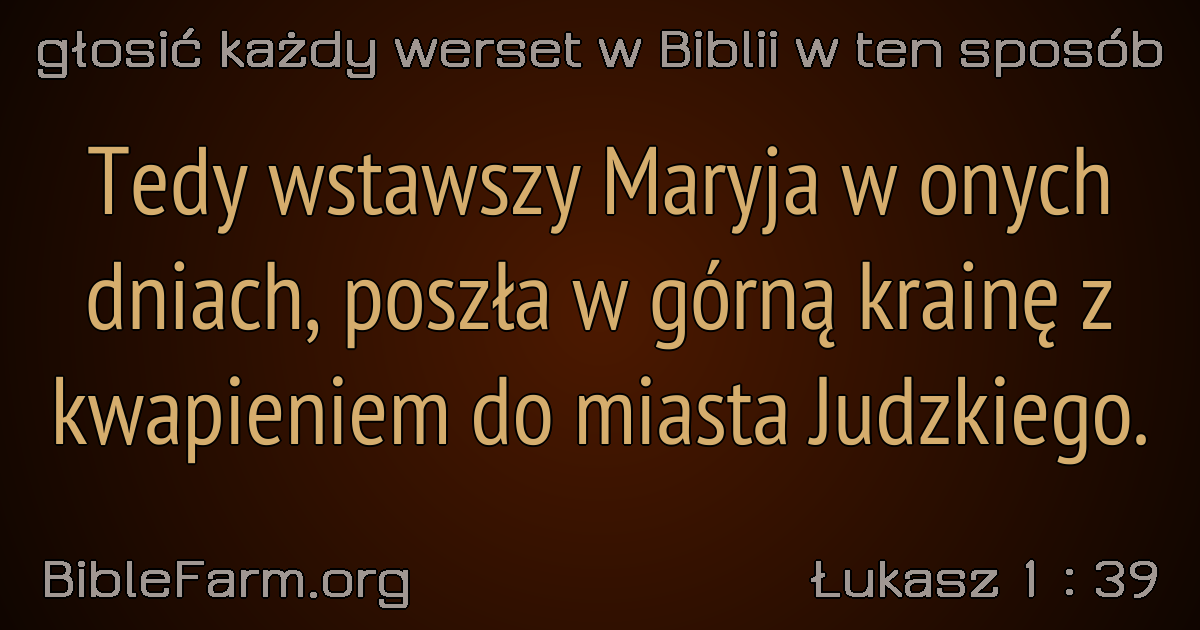 głosić każdy werset w Biblii w ten sposób
Tedy wstawszy Maryja w onych
dniach, poszła w górną krainę z
kwapieniem do miasta Judzkiego.
BibleFarm.org
Łukasz 1 : 39